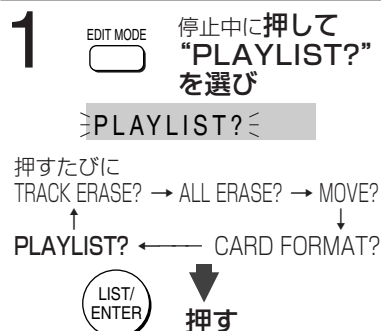 1
EDIT MODE
停止中に押して
“PLAYLIST?”
を選び
PLAYLIST?
押すたびに
TRACK ERASE? → ALL ERASE? → MOVE?
↑ ↓
PLAYLIST? ← CARD FORMAT?
LIST/
ENTER
押す